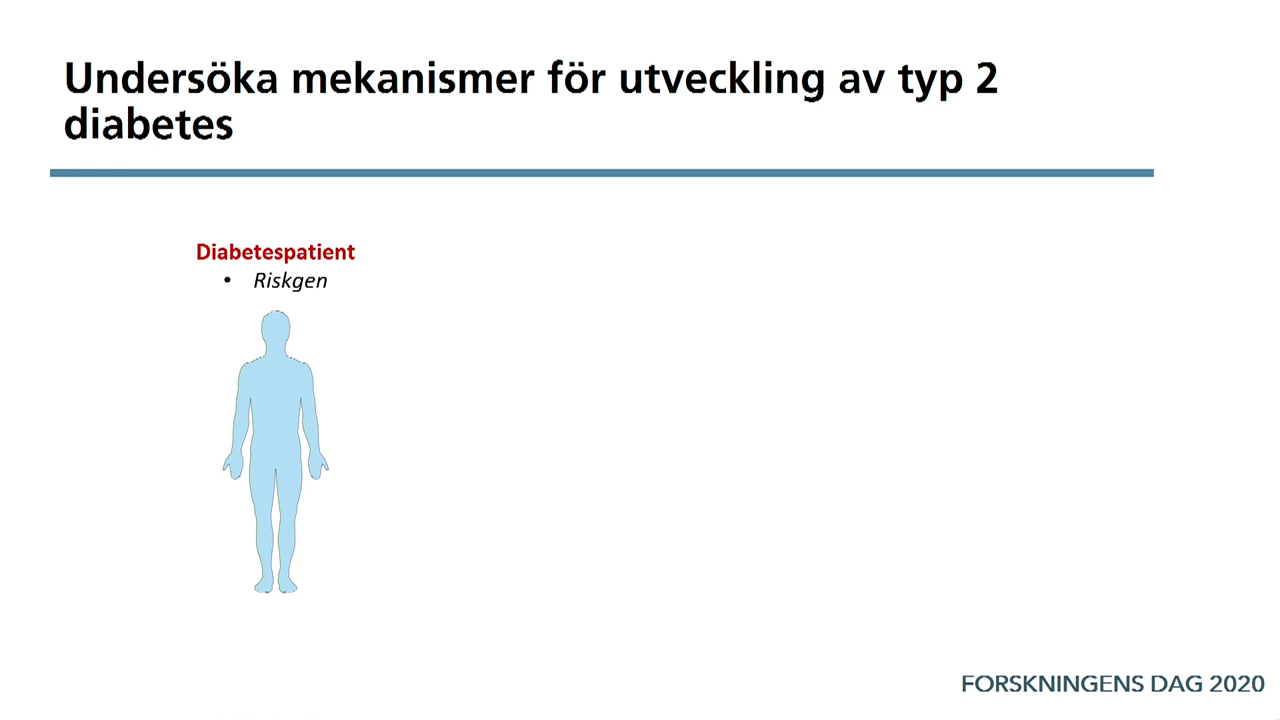 Undersöka mekanismer för utveckling av typ 2
diabetes
Diabetespatient
• Riskgen
FORSKNINGENS DAG 2020